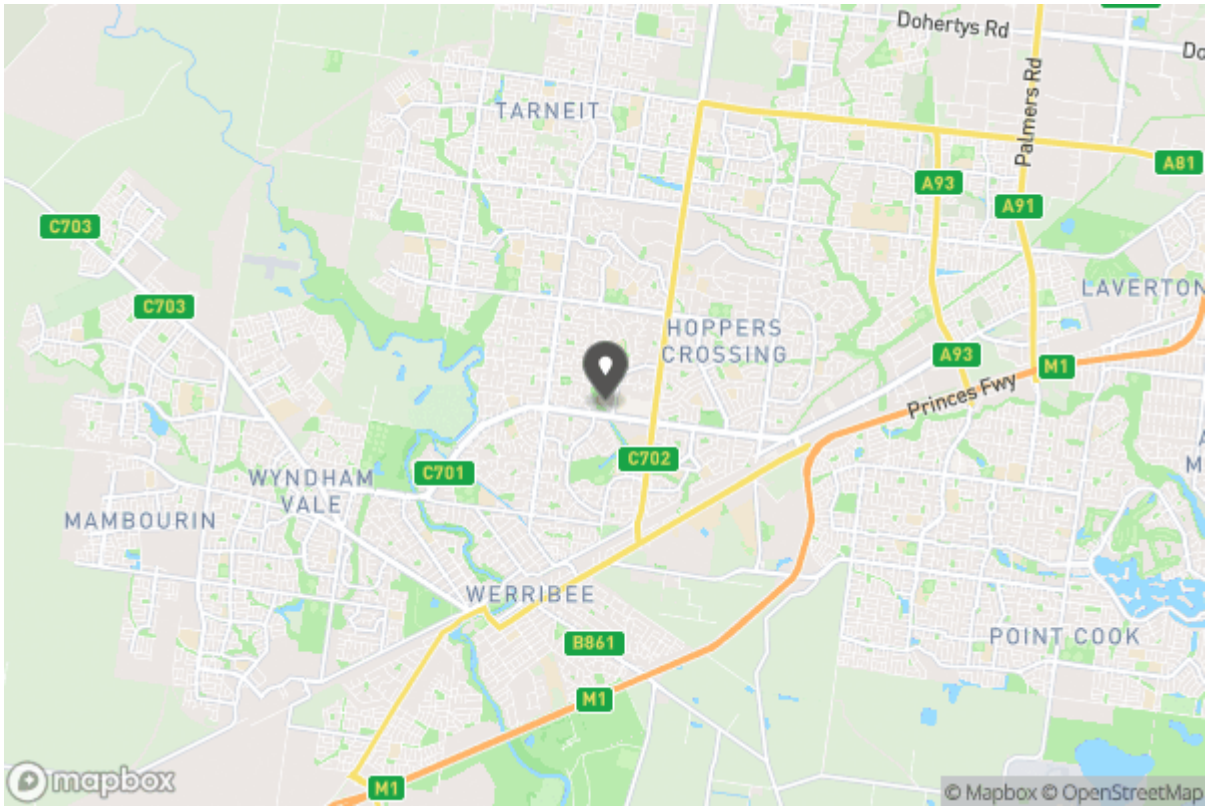 Dohertys Rd
Do
TARNEIT
Palmers Rd
A81
A93
A91
C703
LAVERTON
C703
HOPPERS
CROSSING
A93
M1
Princes Fwy
A
M
C702
C701
WYNDHAM
VALE
MAMBOURIN
WERRIBEE
B861
POINT COOK
M1
M1
mapbox
© Mapbox © OpenStreetMap